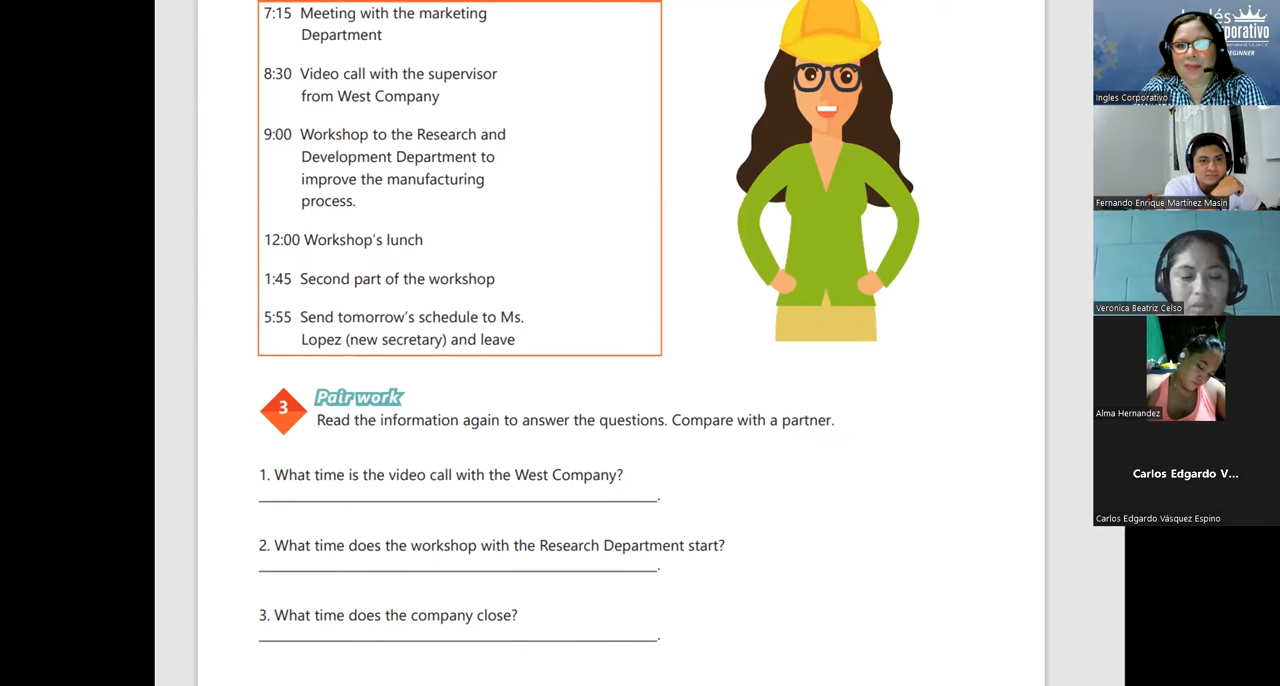 7:15 Meeting with the marketing
Department
8:30 Video call with the supervisor
from West Company
9:00 Workshop to the Research and
Development Department to
improve the manufacturing
process.
12:00 Workshop's lunch
1:45 Second part of the workshop
5:55 Send tomorrow's schedule to Ms.
Lopez (new secretary) and leave
3
Pair work
Read the information again to answer the questions. Compare with a partner.
1. What time is the video call with the West Company?
2. What time does the workshop with the Research Department start?
3. What time does the company close?
Ingles Corporativo
Fernando Enrique Martínez Masin
Veronica Beatriz Celso
Alma Hernandez
Carlos Edgardo V...
Carlos Edgardo Vásquez Espino